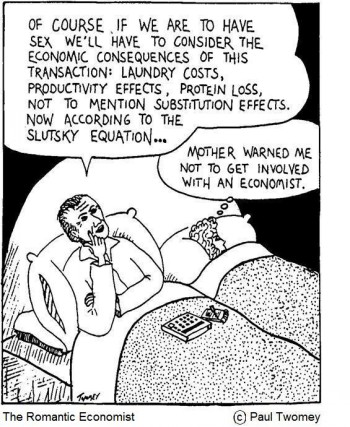 OF COURSE IF WE ARE TO HAVE
SEX WE'LL HAVE TO CONSIDER THE
ECONOMIC CONSEQUENCES OF THIS
TRANSACTION: LAUNDRY COSTS,
PRODUCTIVITY EFFECTS, PROTEIN LOSS,
NOT TO MENTION SUBSTITUTION EFFECTS.
NOW ACCORDING TO THE
SLUTSKY EQUATION...
MOTHER WARNED ME
NOT TO GET INVOLVED
WITH AN ECONOMIST.
TWOMEY
The Romantic Economist
© Paul Twomey